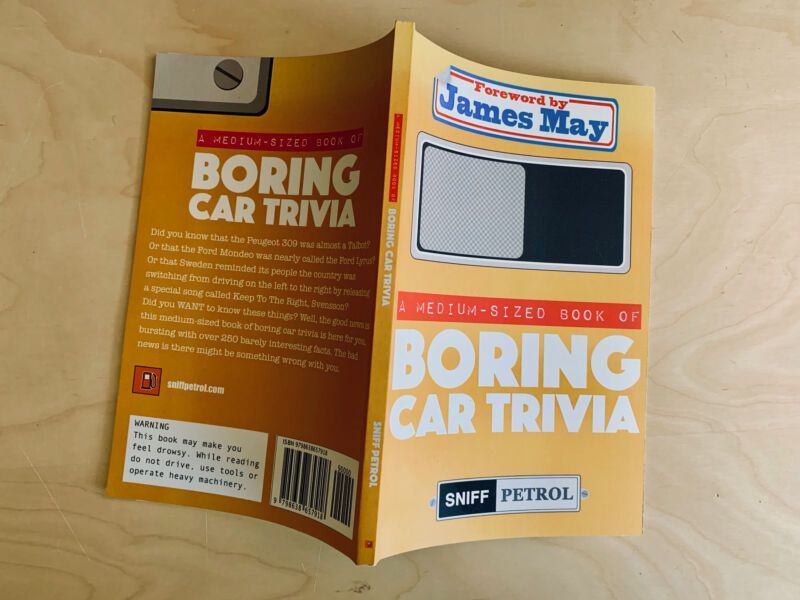 A MEDIUM-SIZED BOOK OF
BORING
CAR TRIVIA
Did you know that the Peugeot 309 was almost a Talbot?
Or that the Ford Mondeo was nearly called the Ford Lyrus?
Or that Sweden reminded its people the country was
switching from driving on the left to the right by releasing
a special song called Keep To The Right, Svensson?
Did you WANT to know these things? Well, the good news is
this medium-sized book of boring car trivia is here for you,
bursting with over 250 barely interesting facts. The bad
news is there might be something wrong with you.
sniffpetrol.com
WARNING
This book may make you
feel drowsy. While reading
do not drive, use tools or
operate heavy machinery.
ISBN 9798638657918
90000
9 798638 657918
A MEDIUM-SIZED BOOK OF
BORING CAR TRIVIA
SNIFF PETROL
Foreword by
James May
A MEDIUM-SIZED BOOK OF
BORING
CAR TRIVIA
SNIFF PETROL